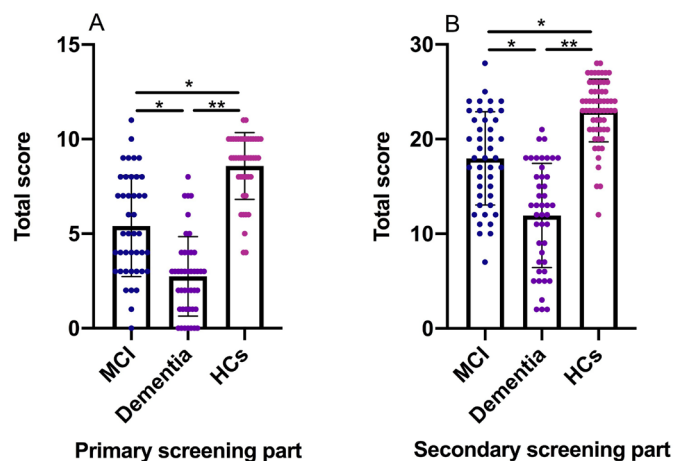 A
Total score
15
10
5
0
*
*
**
MCI
Dementia
HCs
Primary screening part
B
Total score
30
20
10
0
*
*
**
MCI
Dementia
HCs
Secondary screening part